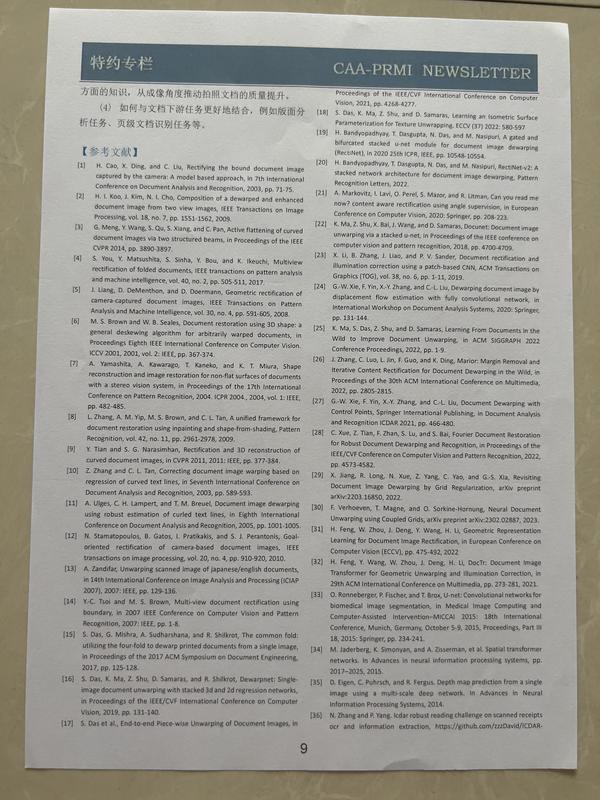 特约专栏
CAA-PRMI NEWSLETTER
方面的知识，从成像角度推动拍照文档的质量提升。
(4) 如何与文档下游任务更好地结合，例如版面分
析任务、页级文档识别任务等。
【参考文献】
[1] H. Cao, X. Ding, and C. Liu, Rectifying the bound document image
captured by the camera: A model based approach, in 7th International
Conference on Document Analysis and Recognition, 2003, pp. 71-75.
[2] H. I. Koo, J. Kim, N. I. Cho, Composition of a dewarped and enhanced
document image from two view images, IEEE Transactions on Image
Processing, vol. 18, no. 7, pp. 1551-1562, 2009.
[3] G. Meng, Y. Wang, S. Qu, S. Xiang, and C. Pan, Active flattening of curved
document images via two structured beams, in Proceedings of the IEEE
CVPR 2014, pp. 3890-3897.
[4] S. You, Y. Matsushita, S. Sinha, Y. Bou, and K. Ikeuchi, Multiview
rectification of folded documents, IEEE transactions on pattern analysis
and machine intelligence, vol. 40, no. 2, pp. 505-511, 2017.
[5] J. Liang, D. DeMenthon, and D. Doermann, Geometric rectification of
camera-captured document images, IEEE Transactions on Pattern
Analysis and Machine Intelligence, vol. 30, no. 4, pp. 591-605, 2008.
[6] M. S. Brown and W. B. Seales, Document restoration using 3D shape: a
general deskewing algorithm for arbitrarily warped documents, in
Proceedings Eighth IEEE International Conference on Computer Vision.
ICCV 2001, 2001, vol. 2: IEEE, pp. 367-374.
[7] A. Yamashita, A. Kawarago, T. Kaneko, and K. T. Miura, Shape
reconstruction and image restoration for non-flat surfaces of documents
with a stereo vision system, in Proceedings of the 17th International
Conference on Pattern Recognition, 2004. ICPR 2004., 2004, vol. 1: IEEE,
pp. 482-485.
[8] L. Zhang, A. M. Yip, M. S. Brown, and C. L. Tan, A unified framework for
document restoration using inpainting and shape-from-shading, Pattern
Recognition, vol. 42, no. 11, pp. 2961-2978, 2009.
[9] Y. Tian and S. G. Narasimhan, Rectification and 3D reconstruction of
curved document images, in CVPR 2011, 2011: IEEE, pp. 377-384.
[10] Z. Zhang and C. L. Tan, Correcting document image warping based on
regression of curved text lines, in Seventh International Conference on
Document Analysis and Recognition, 2003, pp. 589-593.
[11] A. Ulges, C. H. Lampert, and T. M. Breuel, Document image dewarping
using robust estimation of curled text lines, in Eighth International
Conference on Document Analysis and Recognition, 2005, pp. 1001-1005.
[12] N. Stamatopoulos, B. Gatos, I. Pratikakis, and S. J. Perantonis, Goal-
oriented rectification of camera-based document images, IEEE
transactions on image processing, vol. 20, no. 4, pp. 910-920, 2010.
[13] A. Zandifar, Unwarping scanned image of japanese/english documents,
in 14th International Conference on Image Analysis and Processing (ICIAP
2007), 2007: IEEE, pp. 129-136.
[14] Y.-C. Tsoi and M. S. Brown, Multi-view document rectification using
boundary, in 2007 IEEE Conference on Computer Vision and Pattern
Recognition, 2007: IEEE, pp. 1-8.
[15] S. Das, G. Mishra, A. Sudharshana, and R. Shilkrot, The common fold:
utilizing the four-fold to dewarp printed documents from a single image,
in Proceedings of the 2017 ACM Symposium on Document Engineering,
2017, pp. 125-128.
[16] S. Das, K. Ma, Z. Shu, D. Samaras, and R. Shilkrot, Dewarpnet: Single-
image document unwarping with stacked 3d and 2d regression networks,
in Proceedings of the IEEE/CVF International Conference on Computer
Vision, 2019, pp. 131-140.
[17] S. Das et al., End-to-end Piece-wise Unwarping of Document Images, in
Proceedings of the IEEE/CVF International Conference on Computer
Vision, 2021, pp. 4268-4277.
[18] S. Das, K. Ma, Z. Shu, and D. Samaras, Learning an Isometric Surface
Parameterization for Texture Unwrapping, ECCV (37) 2022: 580-597
[19] H. Bandyopadhyay, T. Dasgupta, N. Das, and M. Nasipuri, A gated and
bifurcated stacked u-net module for document image dewarping
(RectiNet), in 2020 25th ICPR, IEEE, pp. 10548-10554.
[20] H. Bandyopadhyay, T. Dasgupta, N. Das, and M. Nasipuri, RectiNet-v2: A
stacked network architecture for document image dewarping, Pattern
Recognition Letters, 2022.
[21] A. Markovitz, I. Lavi, O. Perel, S. Mazor, and R. Litman, Can you read me
now? content aware rectification using angle supervision, in European
Conference on Computer Vision, 2020: Springer, pp. 208-223.
[22] K. Ma, Z. Shu, X. Bai, J. Wang, and D. Samaras, Docunet: Document image
unwarping via a stacked u-net, in Proceedings of the IEEE conference on
computer vision and pattern recognition, 2018, pp. 4700-4709.
[23] X. Li, B. Zhang, J. Liao, and P. V. Sander, Document rectification and
illumination correction using a patch-based CNN, ACM Transactions on
Graphics (TOG), vol. 38, no. 6, pp. 1-11, 2019.
[24] G.-W. Xie, F. Yin, X.-Y. Zhang, and C.-L. Liu, Dewarping document image by
displacement flow estimation with fully convolutional network, in
International Workshop on Document Analysis Systems, 2020: Springer,
pp. 131-144.
[25] K. Ma, S. Das, Z. Shu, and D. Samaras, Learning From Documents in the
Wild to Improve Document Unwarping, in ACM SIGGRAPH 2022
Conference Proceedings, 2022, pp. 1-9.
[26] J. Zhang, C. Luo, L. Jin, F. Guo, and K. Ding, Marior: Margin Removal and
Iterative Content Rectification for Document Dewarping in the Wild, in
Proceedings of the 30th ACM International Conference on Multimedia,
2022, pp. 2805-2815.
[27] G.-W. Xie, F. Yin, X.-Y. Zhang, and C.-L. Liu, Document Dewarping with
Control Points, Springer International Publishing, in Document Analysis
and Recognition ICDAR 2021, pp. 466-480.
[28] C. Xue, Z. Tian, F. Zhan, S. Lu, and S. Bai, Fourier Document Restoration
for Robust Document Dewarping and Recognition, in Proceedings of the
IEEE/CVF Conference on Computer Vision and Pattern Recognition, 2022,
pp. 4573-4582.
[29] X. Jiang, R. Long, N. Xue, Z. Yang, C. Yao, and G.-S. Xia, Revisiting
Document Image Dewarping by Grid Regularization, arXiv preprint
arXiv:2203.16850, 2022.
[30] F. Verhoeven, T. Magne, and O. Sorkine-Hornung, Neural Document
Unwarping using Coupled Grids, arXiv preprint arXiv:2302.02887, 2023.
[31] H. Feng, W. Zhou, J. Deng, Y. Wang, H. Li, Geometric Representation
Learning for Document Image Rectification, in European Conference on
Computer Vision (ECCV), pp. 475-492, 2022
[32] H. Feng, Y. Wang, W. Zhou, J. Deng, H. Li, DocTr: Document Image
Transformer for Geometric Unwarping and Illumination Correction, in
29th ACM International Conference on Multimedia, pp. 273-281, 2021.
[33] O. Ronneberger, P. Fischer, and T. Brox, U-net: Convolutional networks for
biomedical image segmentation, in Medical Image Computing and
Computer-Assisted Intervention–MICCAI 2015: 18th International
Conference, Munich, Germany, October 5-9, 2015, Proceedings, Part III
18, 2015: Springer, pp. 234-241.
[34] M. Jaderberg, K. Simonyan, and A. Zisserman, et al. Spatial transformer
networks. In Advances in neural information processing systems, pp.
2017–2025, 2015.
[35] D. Eigen, C. Puhrsch, and R. Fergus. Depth map prediction from a single
image using a multi-scale deep network. In Advances in Neural
Information Processing Systems, 2014.
[36] N. Zhang and P. Yang. Icdar robust reading challenge on scanned receipts
ocr and information extraction, https://github.com/zzzDavid/ICDAR-
9